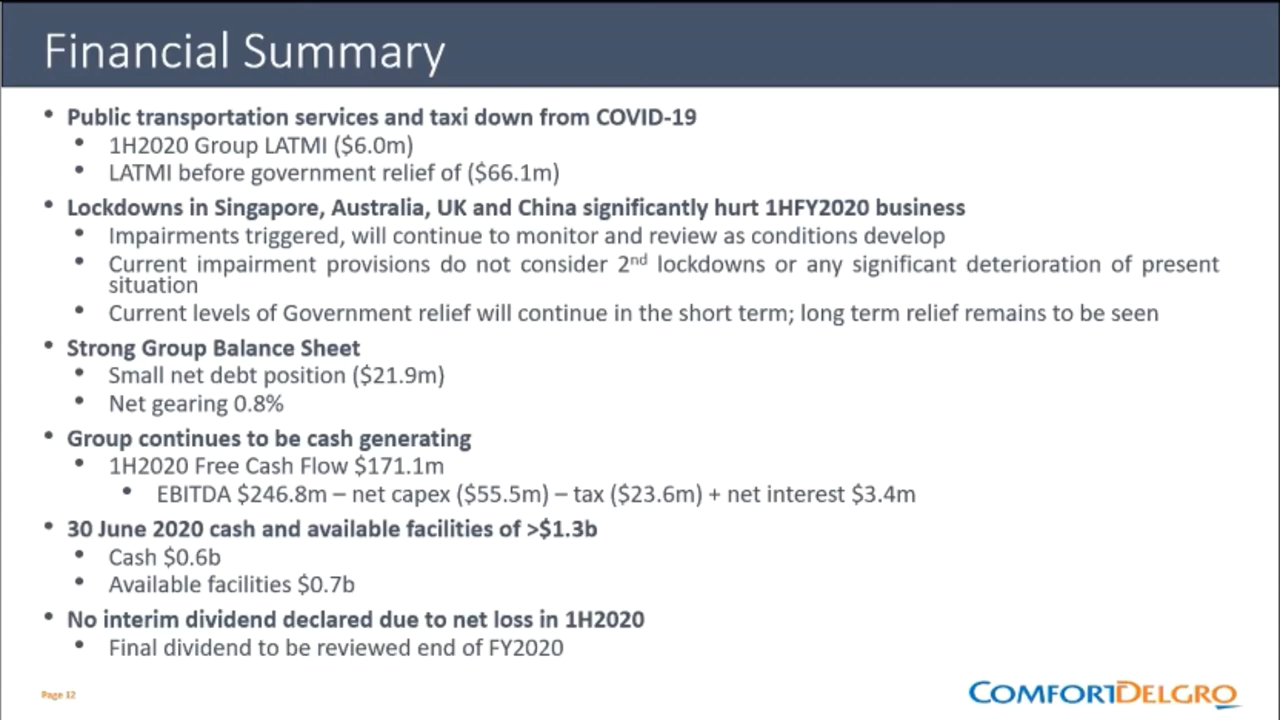 Financial Summary
• Public transportation services and taxi down from COVID-19
• 1H2020 Group LATMI ($6.0m)
• LATMI before government relief of ($66.1m)
• Lockdowns in Singapore, Australia, UK and China significantly hurt 1HFY2020 business
• Impairments triggered, will continue to monitor and review as conditions develop
• Current impairment provisions do not consider 2nd lockdowns or any significant deterioration of present
situation
• Current levels of Government relief will continue in the short term; long term relief remains to be seen
• Strong Group Balance Sheet
• Small net debt position ($21.9m)
• Net gearing 0.8%
• Group continues to be cash generating
• 1H2020 Free Cash Flow $171.1m
• EBITDA $246.8m – net capex ($55.5m) – tax ($23.6m) + net interest $3.4m
• 30 June 2020 cash and available facilities of >$1.3b
• Cash $0.6b
• Available facilities $0.7b
• No interim dividend declared due to net loss in 1H2020
• Final dividend to be reviewed end of FY2020
Page 12
COMFORTDELGRO